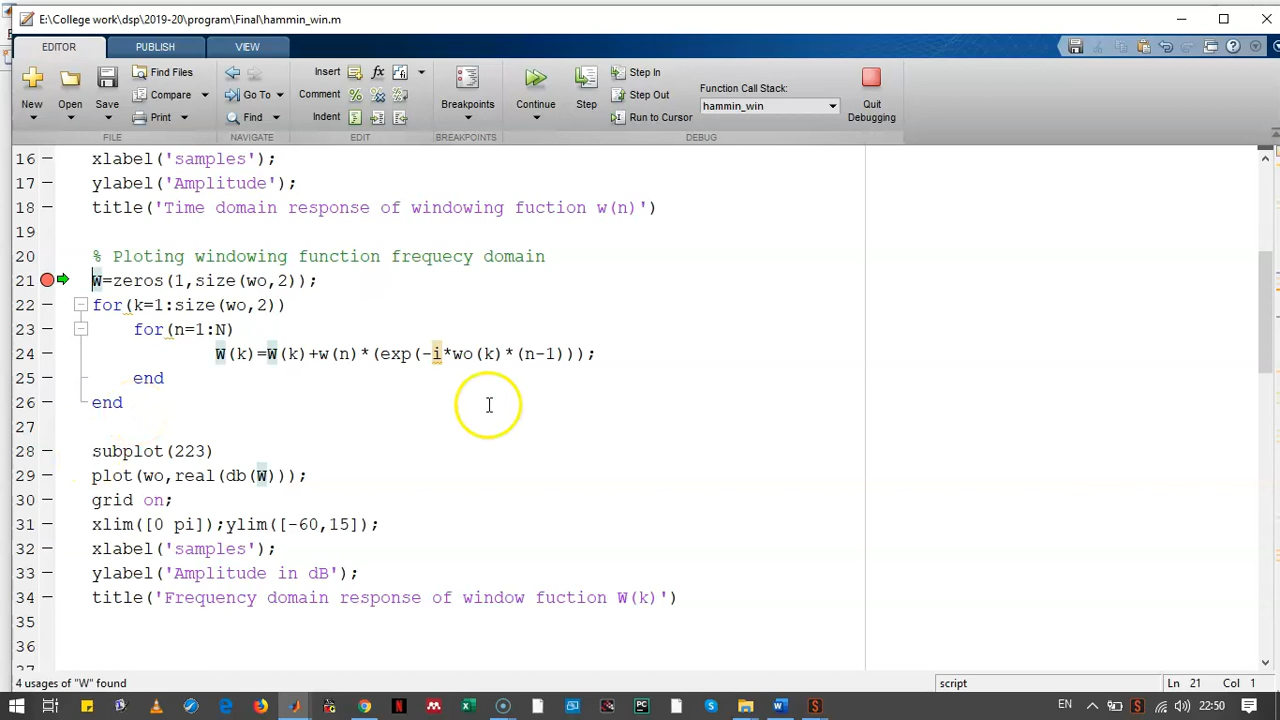 E:\College work\dsp\2019-20\program\Final\hammin_win.m
EDITOR PUBLISH VIEW
New Open Save Find Files Compare Print Go To Find Insert fx Comment Indent Breakpoints Continue Step Step In Step Out Run to Cursor Function Call Stack: hammin_win Quit Debugging
FILE NAVIGATE EDIT BREAKPOINTS DEBUG
16 xlabel('samples');
17 ylabel('Amplitude');
18 title('Time domain response of windowing fuction w(n)')
19
20 % Ploting windowing function frequecy domain
21 W=zeros(1,size(wo,2));
22 for(k=1:size(wo,2))
23 for(n=1:N)
24 W(k)=W(k)+w(n)*(exp(-i*wo(k)*(n-1)));
25 end
26 end
27
28 subplot(223)
29 plot(wo,real(db(W)));
30 grid on;
31 xlim([0 pi]);ylim([-60,15]);
32 xlabel('samples');
33 ylabel('Amplitude in dB');
34 title('Frequency domain response of window fuction W(k)')
35
36
37
4 usages of "W" found script Ln 21 Col 1
EN 22:50